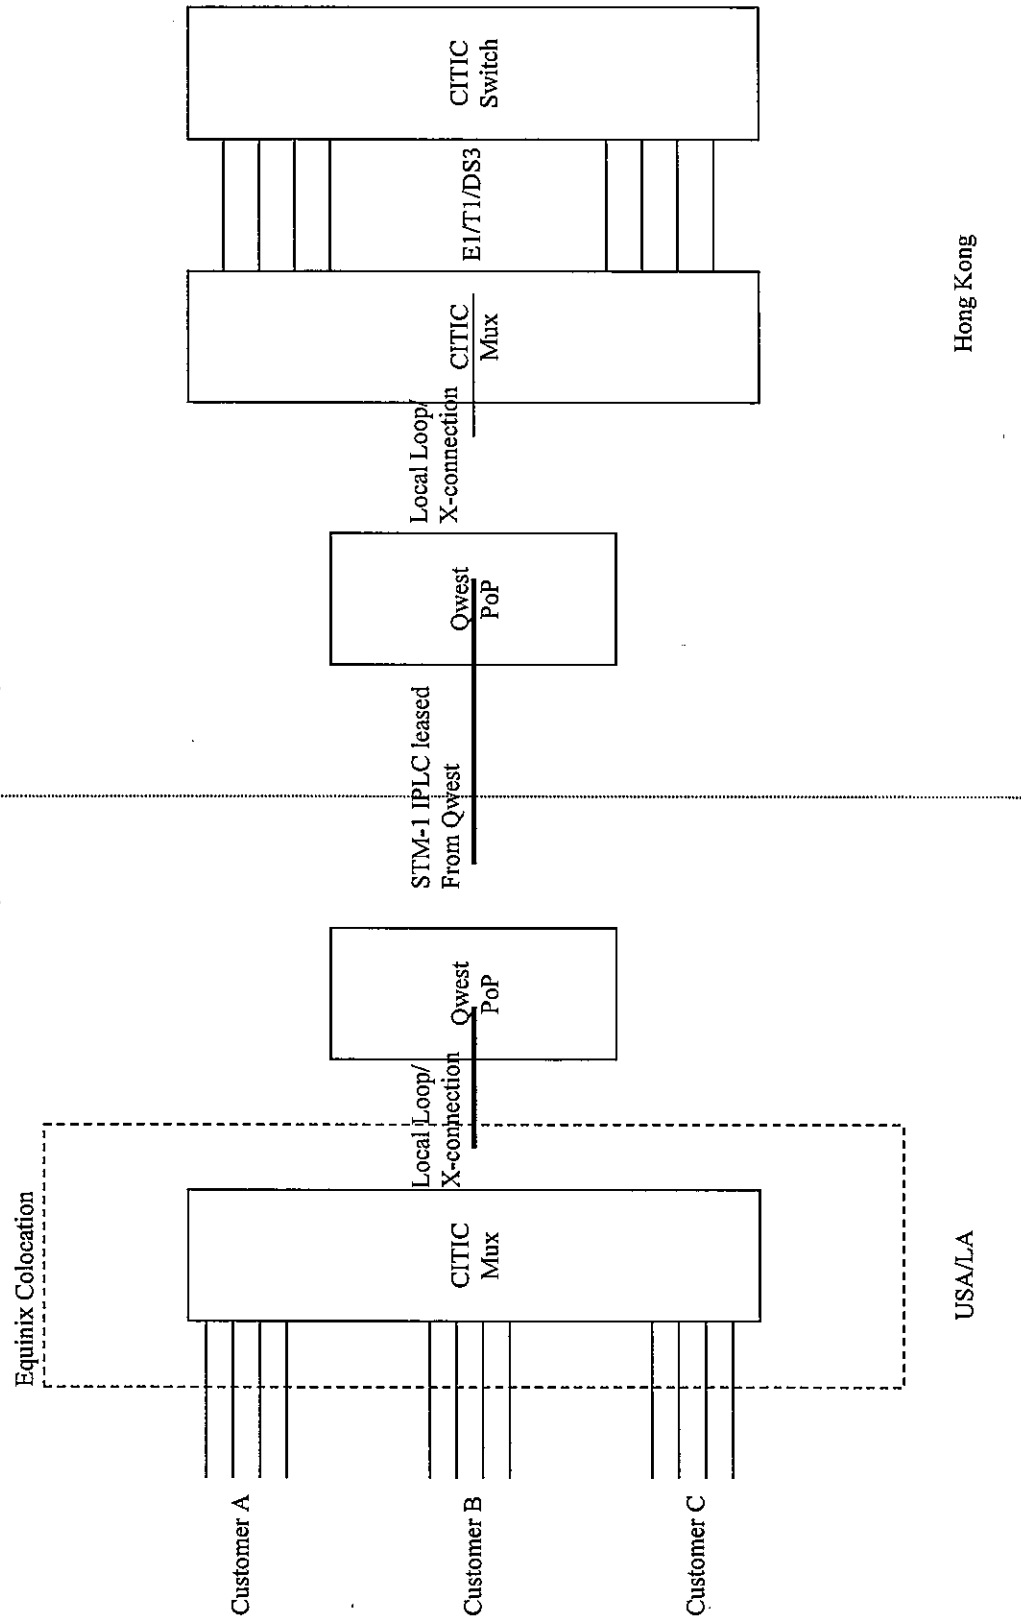 Equinix Colocation
Customer A
Customer B
Customer C
CITIC
Mux
Local Loop/
X-connection
Qwest
PoP
STM-1 IPLC leased
From Qwest
Qwest
PoP
Local Loop/
X-connection
CITIC
Mux
E1/T1/DS3
CITIC
Switch
USA/LA
Hong Kong